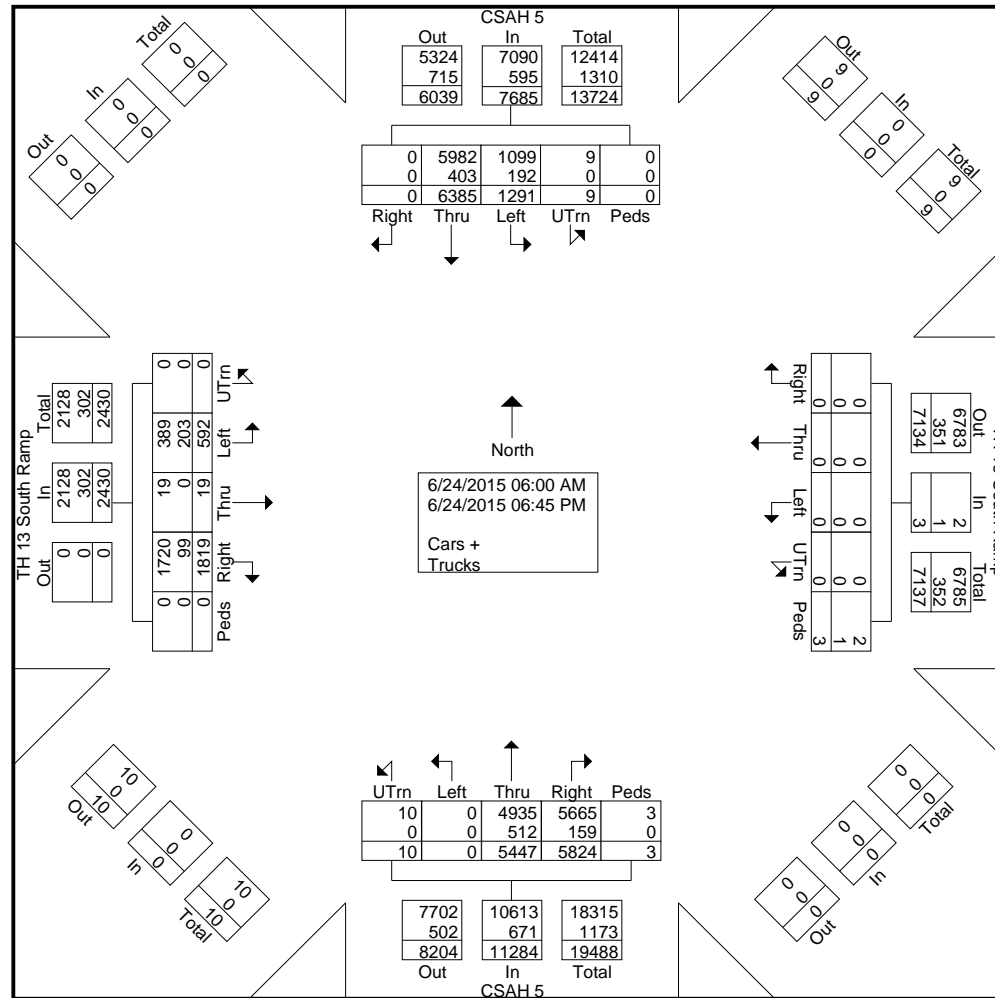 CSAH 5
Out In Total
5324 7090 12414
715 595 1310
6039 7685 13724
0 5982 1099 9 0
0 403 192 0 0
0 6385 1291 9 0
Right Thru Left UTrn Peds
Total
0
0
0
In
0
0
0
Out
0
0
0
Out
9
0
9
In
0
0
0
Total
9
0
9
TH 13 South Ramp
Total
2128
302
2430
In
2128
302
2430
Out
0
0
0
UTrn
0
0
0
Left
389
203
592
Thru
19
0
19
Right
1720
99
1819
Peds
0
0
0
North
6/24/2015 06:00 AM
6/24/2015 06:45 PM
Cars +
Trucks
Right
0
0
0
Thru
0
0
0
Left
0
0
0
UTrn
0
0
0
Peds
2
1
3
Out
6783
351
7134
In
2
1
3
Total
6785
352
7137
UTrn Left Thru Right Peds
10 0 4935 5665 3
0 0 512 159 0
10 0 5447 5824 3
7702 10613 18315
502 671 1173
8204 11284 19488
Out In Total
CSAH 5
Out
10
0
10
In
0
0
0
Total
10
0
10
Total
0
0
0
In
0
0
0
Out
0
0
0